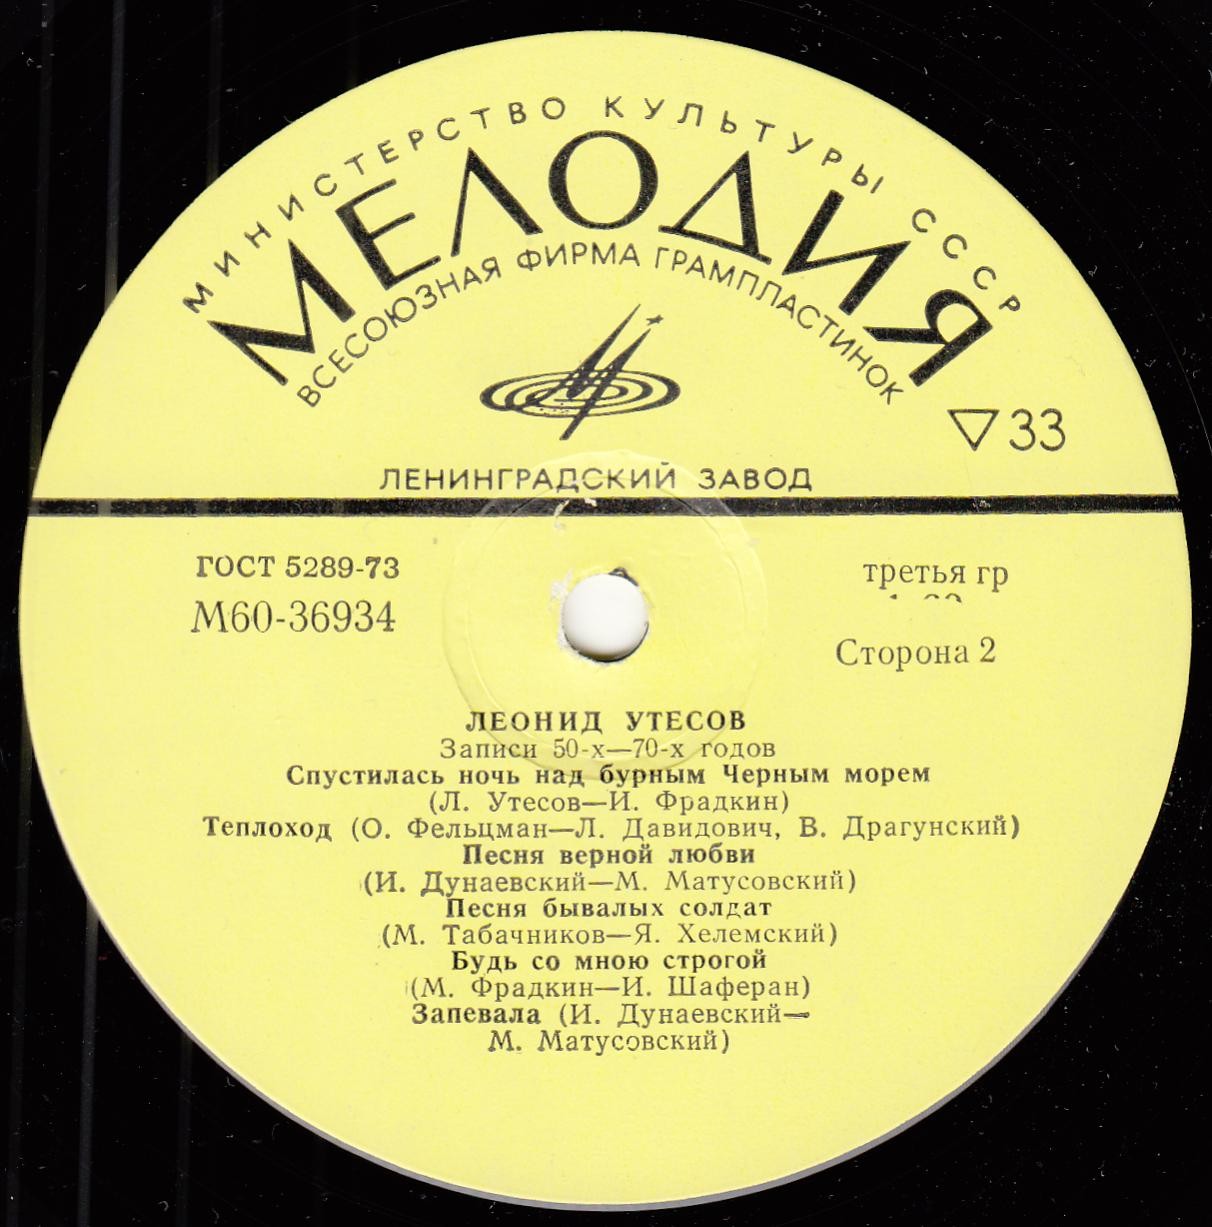 МИНИСТЕРСТВО КУЛЬТУРЫ СССР
МЕЛОДИЯ
ВСЕСОЮЗНАЯ ФИРМА ГРАМПЛАСТИНОК
33
ЛЕНИНГРАДСКИЙ ЗАВОД
ГОСТ 5289-73
третья гр
М60-36934
Сторона 2
ЛЕОНИД УТЕСОВ
Записи 50-х—70-х годов
Спустилась ночь над бурным Черным морем
(Л. Утесов—И. Фрадкин)
Теплоход (О. Фельцман—Л. Давидович, В. Драгунский)
Песня верной любви
(И. Дунаевский—М. Матусовский)
Песня бывалых солдат
(М. Табачников—Я. Хелемский)
Будь со мною строгой
(М. Фрадкин—И. Шаферан)
Запевала (И. Дунаевский—
М. Матусовский)